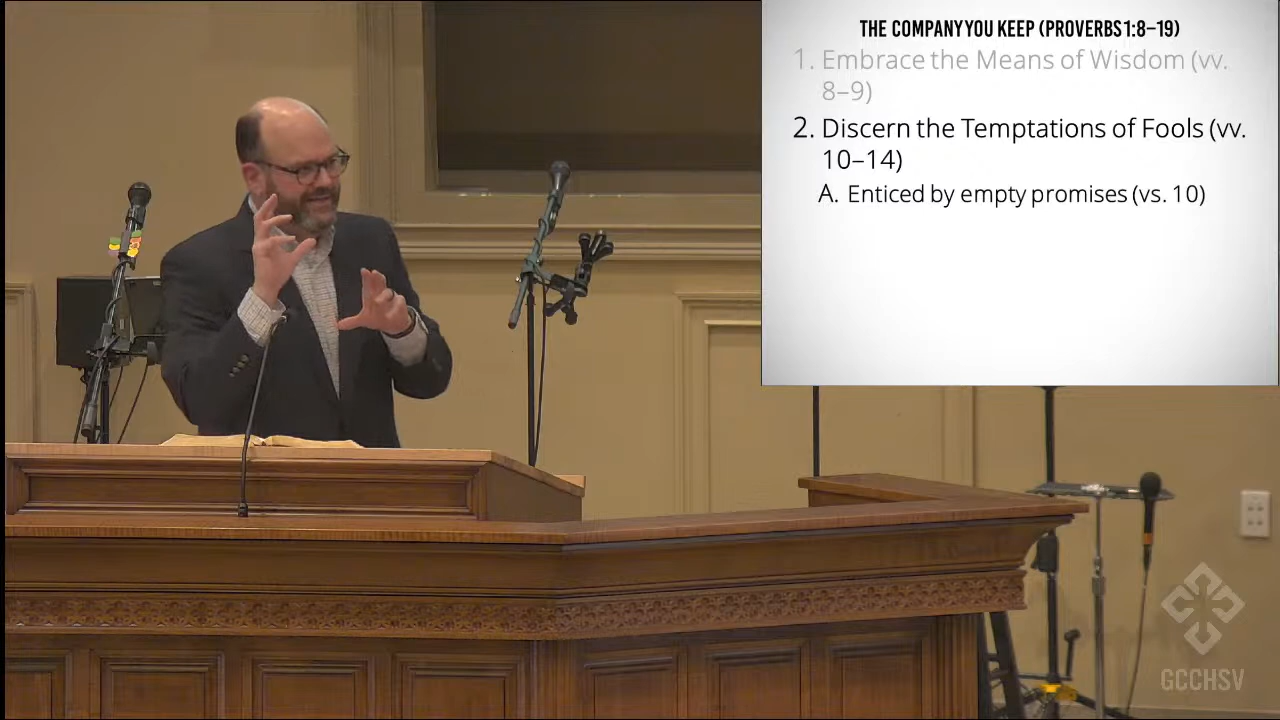 THE COMPANY YOU KEEP (PROVERBS 1:8–19)
1. Embrace the Means of Wisdom (vv.
8–9)
2. Discern the Temptations of Fools (vv.
10–14)
A. Enticed by empty promises (vs. 10)
GCCHSV